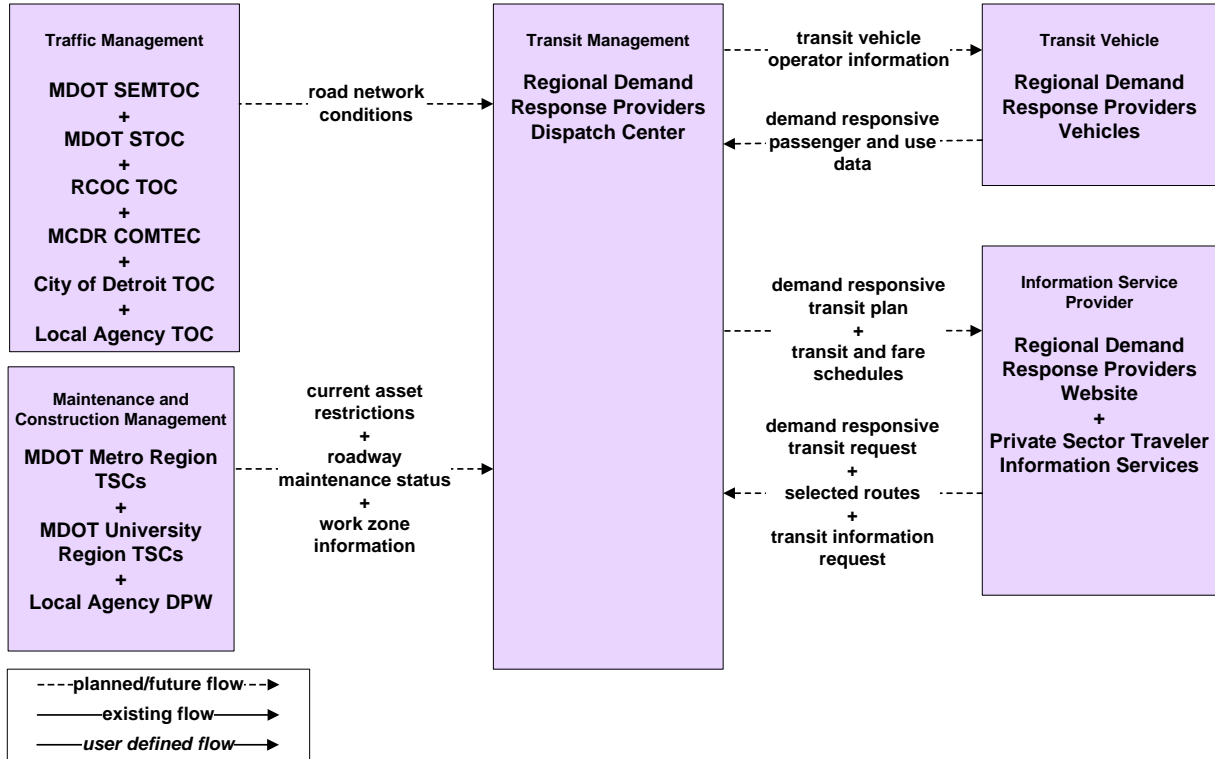 Traffic Management
MDOT SEMTOC
+
MDOT STOC
+
RCOC TOC
+
MCDR COMTEC
+
City of Detroit TOC
+
Local Agency TOC
road network
conditions
Maintenance and
Construction Management
MDOT Metro Region
TSCs
+
MDOT University
Region TSCs
+
Local Agency DPW
current asset
restrictions
+
roadway
maintenance status
+
work zone
information
Transit Management
Regional Demand
Response Providers
Dispatch Center
transit vehicle
operator information
demand responsive
passenger and use
data
Transit Vehicle
Regional Demand
Response Providers
Vehicles
demand responsive
transit plan
+
transit and fare
schedules
demand responsive
transit request
+
selected routes
+
transit information
request
Information Service
Provider
Regional Demand
Response Providers
Website
+
Private Sector Traveler
Information Services
planned/future flow
existing flow
user defined flow